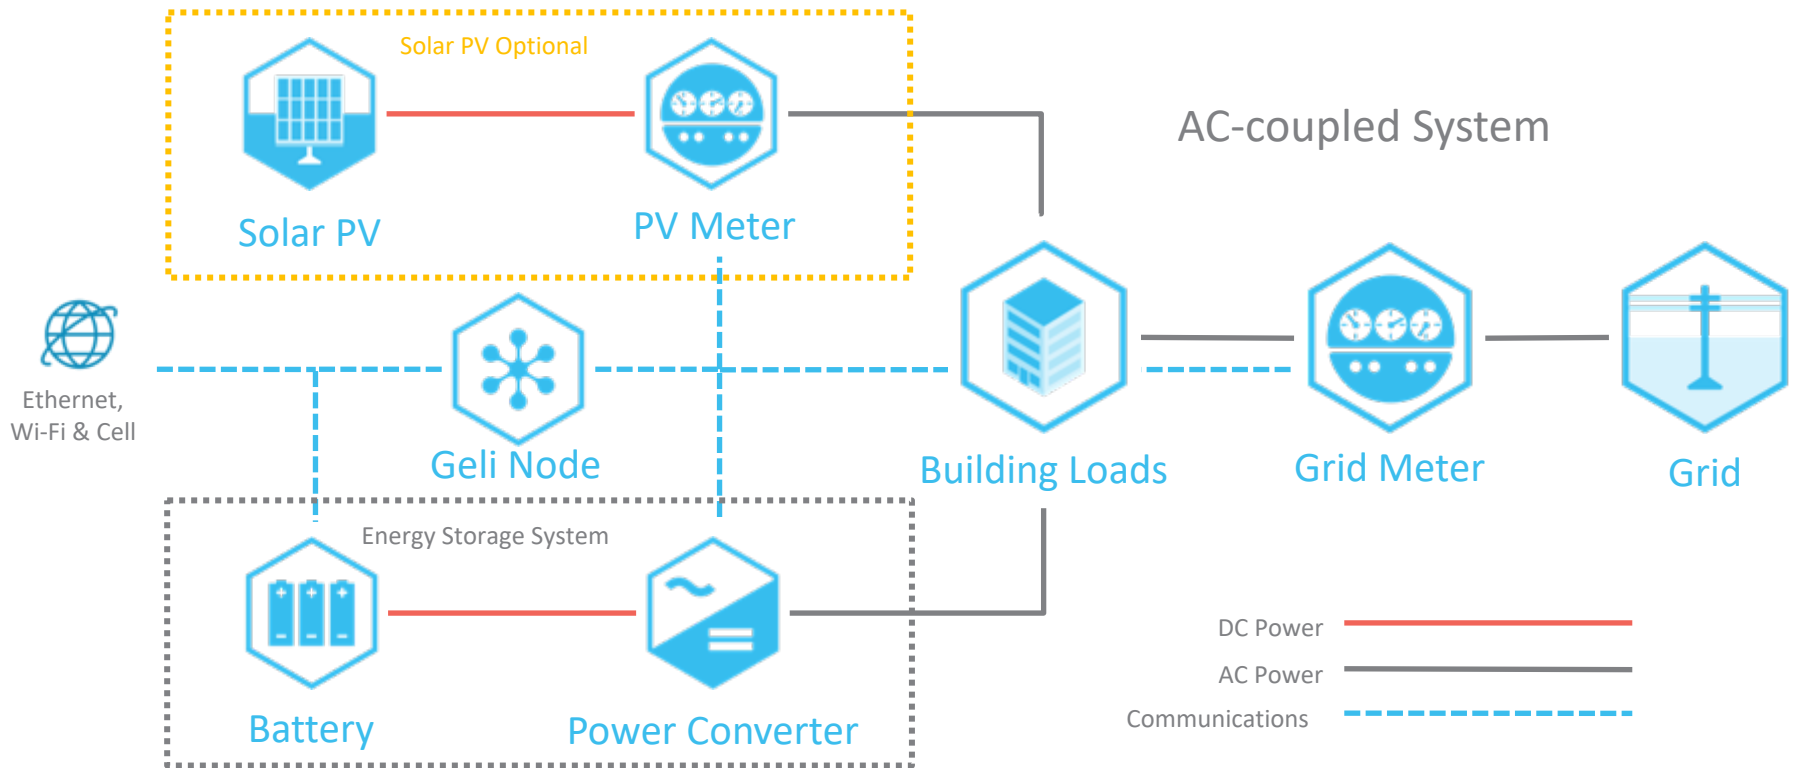 Solar PV Optional
AC-coupled System
Solar PV
PV Meter
Ethernet,
Wi-Fi & Cell
Geli Node
Building Loads
Grid Meter
Grid
Energy Storage System
Battery
Power Converter
DC Power
AC Power
Communications